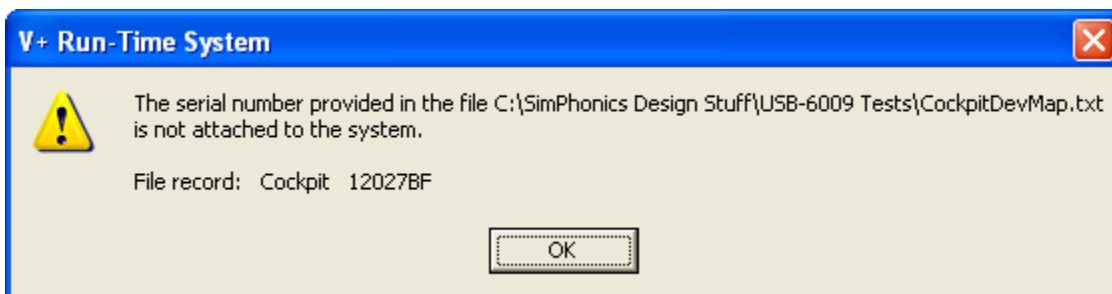 V+ Run-Time System
The serial number provided in the file C:\SimPhonics Design Stuff\USB-6009 Tests\CockpitDevMap.txt
is not attached to the system.
File record:   Cockpit   12027BF
OK